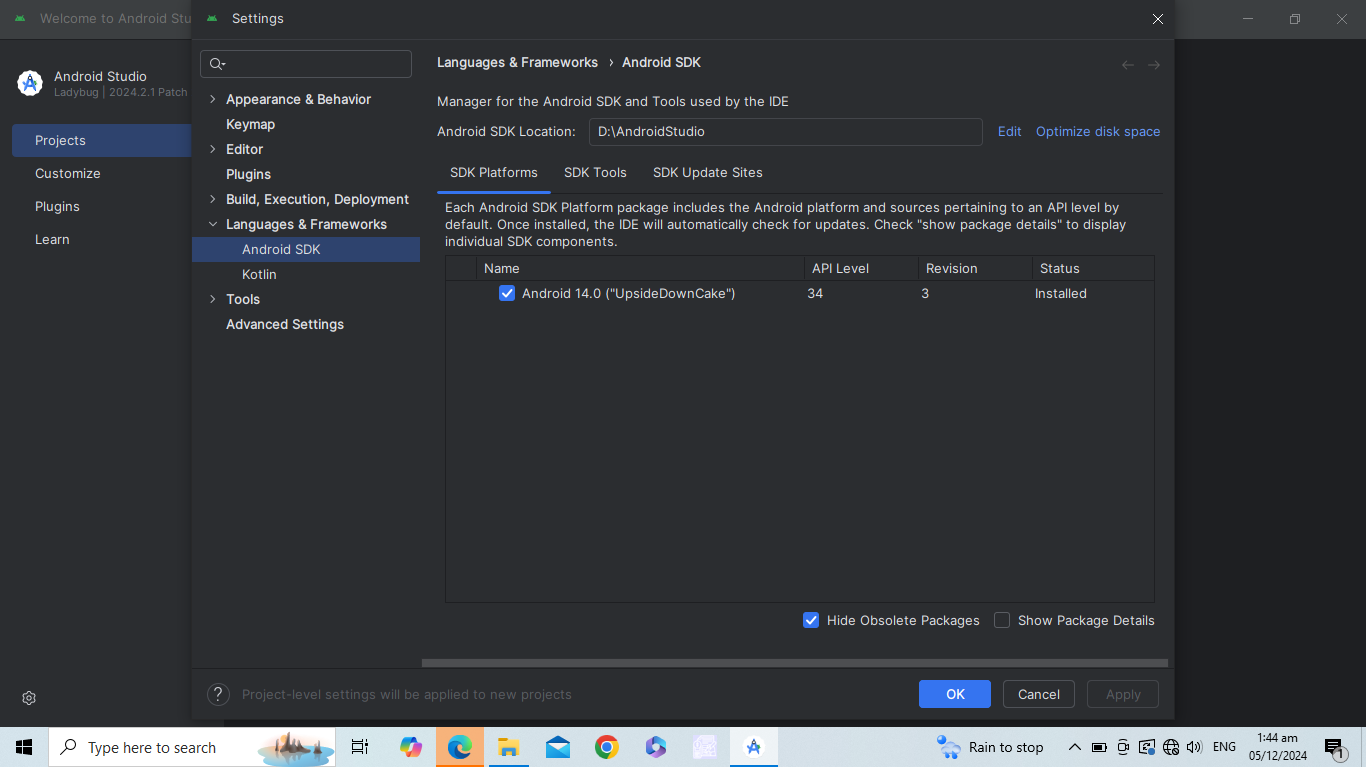 Welcome to Android Stu
Settings
Android Studio
Ladybug | 2024.2.1 Patch
Projects
Customize
Plugins
Learn
Appearance & Behavior
Keymap
Editor
Plugins
Build, Execution, Deployment
Languages & Frameworks
Android SDK
Kotlin
Tools
Advanced Settings
Languages & Frameworks › Android SDK
Manager for the Android SDK and Tools used by the IDE
Android SDK Location: D:\AndroidStudio Edit Optimize disk space
SDK Platforms SDK Tools SDK Update Sites
Each Android SDK Platform package includes the Android platform and sources pertaining to an API level by
default. Once installed, the IDE will automatically check for updates. Check "show package details" to display
individual SDK components.
Name API Level Revision Status
Android 14.0 ("UpsideDownCake") 34 3 Installed
Hide Obsolete Packages Show Package Details
? Project-level settings will be applied to new projects
OK Cancel Apply
Type here to search
Rain to stop
ENG
1:44 am
05/12/2024
1